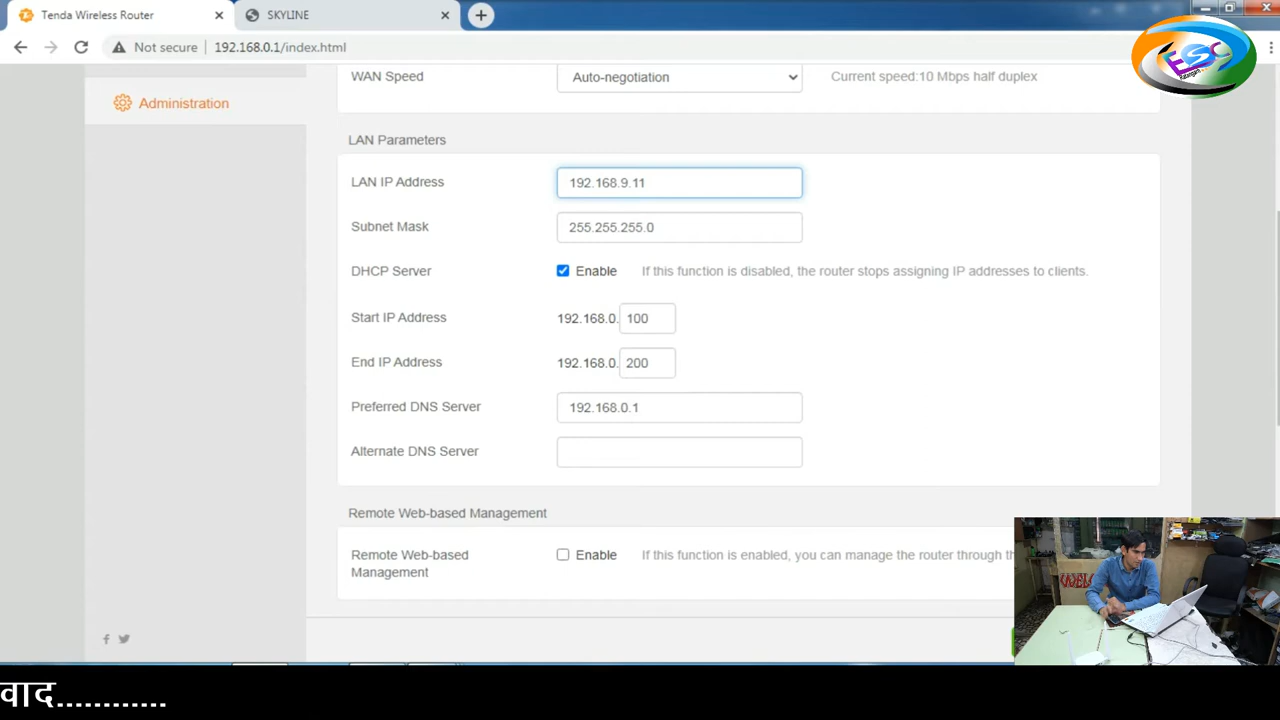 Tenda Wireless Router
SKYLINE
Not secure 192.168.0.1/index.html
ESC
Ratangarh
WAN Speed Auto-negotiation Current speed:10 Mbps half duplex
Administration
LAN Parameters
LAN IP Address 192.168.9.11
Subnet Mask 255.255.255.0
DHCP Server Enable If this function is disabled, the router stops assigning IP addresses to clients.
Start IP Address 192.168.0. 100
End IP Address 192.168.0. 200
Preferred DNS Server 192.168.0.1
Alternate DNS Server
Remote Web-based Management
Remote Web-based Management Enable If this function is enabled, you can manage the router through th
WEL
वाद............